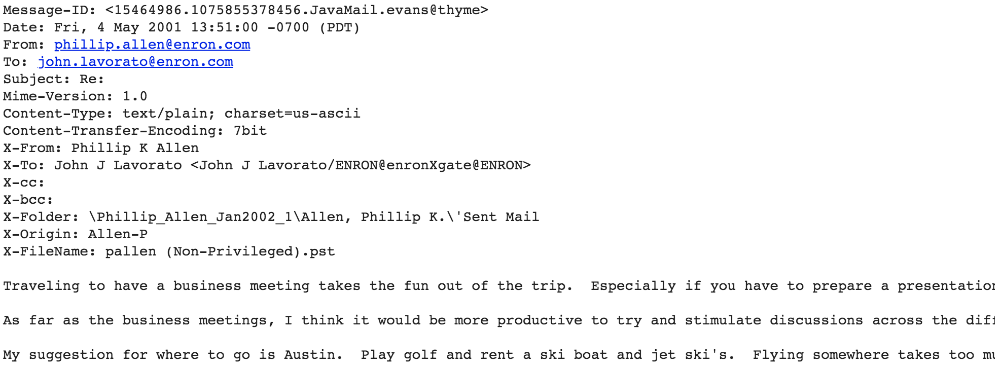 Message-ID: <15464986.1075855378456.JavaMail.evans@thyme>
Date: Fri, 4 May 2001 13:51:00 -0700 (PDT)
From: phillip.allen@enron.com
To: john.lavorato@enron.com
Subject: Re:
Mime-Version: 1.0
Content-Type: text/plain; charset=us-ascii
Content-Transfer-Encoding: 7bit
X-From: Phillip K Allen
X-To: John J Lavorato <John J Lavorato/ENRON@enronXgate@ENRON>
X-cc:
X-bcc:
X-Folder: \Phillip_Allen_Jan2002_1\Allen, Phillip K.\'Sent Mail
X-Origin: Allen-P
X-FileName: pallen (Non-Privileged).pst
Traveling to have a business meeting takes the fun out of the trip.  Especially if you have to prepare a presentation
As far as the business meetings, I think it would be more productive to try and stimulate discussions across the
My suggestion for where to go is Austin.  Play golf and rent a ski boat and jet ski's.  Flying somewhere takes too